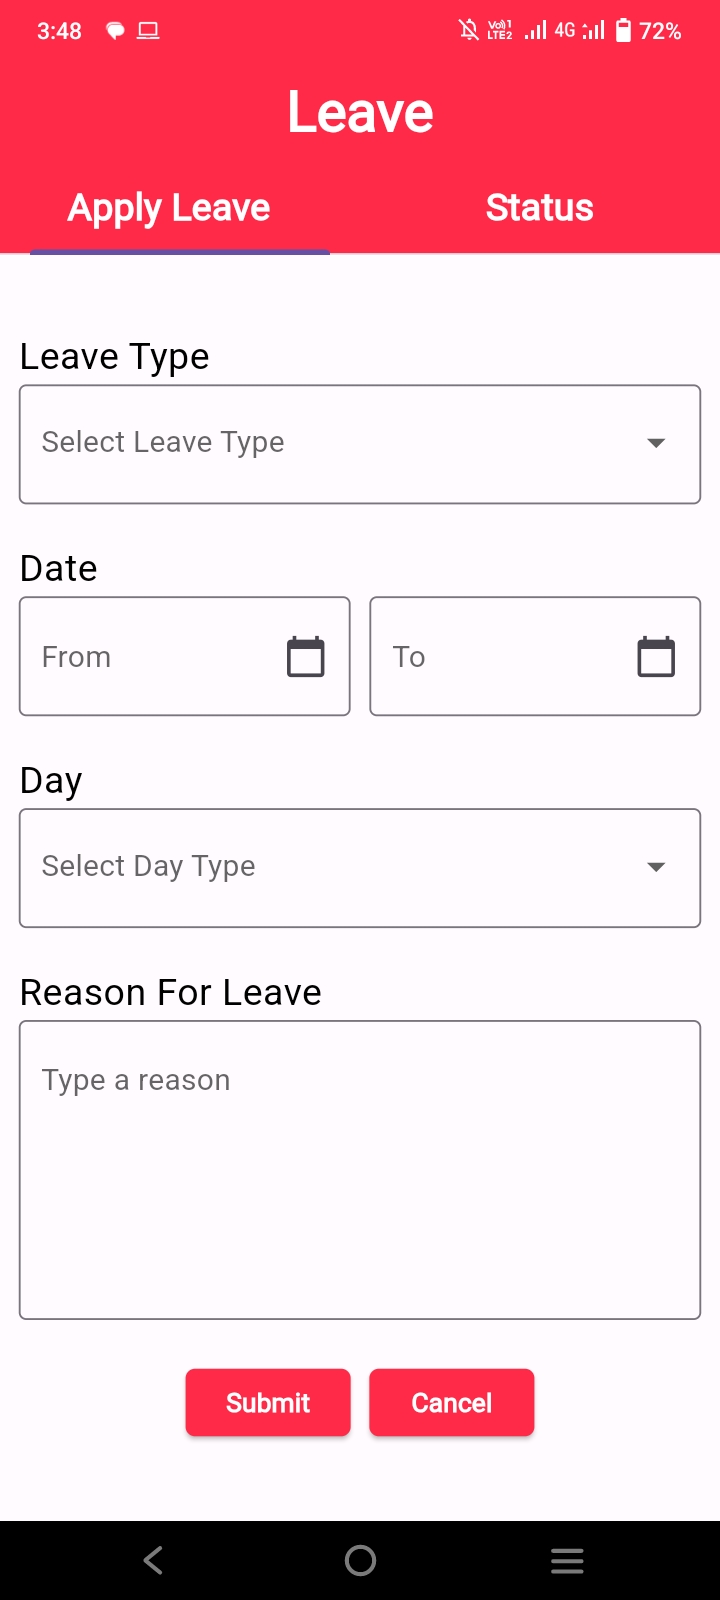 3:48 Vo)) 1 LTE2 4G 72%
Leave
Apply Leave Status
Leave Type
Select Leave Type
Date
From To
Day
Select Day Type
Reason For Leave
Type a reason
Submit Cancel